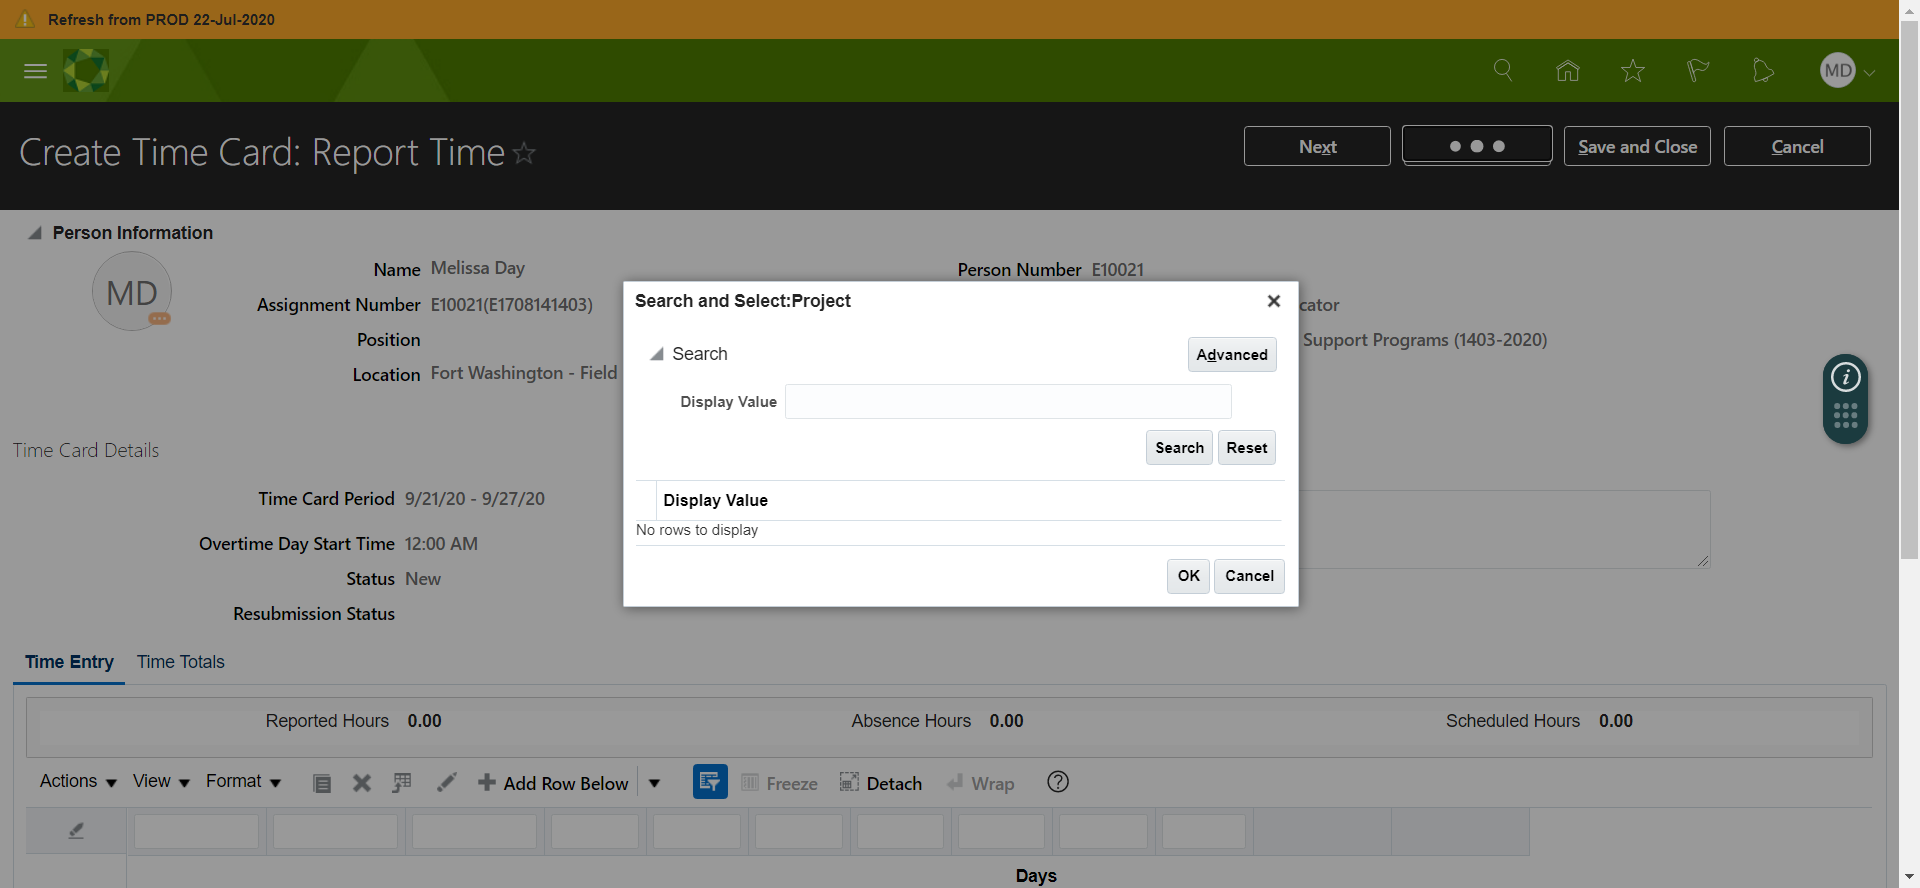 Refresh from PROD 22-Jul-2020
MD
Create Time Card: Report Time
Next
Save and Close
Cancel
Person Information
MD
Name Melissa Day
Person Number E10021
Assignment Number E10021(E1708141403)
cator
Position
Support Programs (1403-2020)
Location Fort Washington - Field
Search and Select:Project
Search
Advanced
Display Value
Search
Reset
Display Value
No rows to display
OK
Cancel
Time Card Details
Time Card Period 9/21/20 - 9/27/20
Overtime Day Start Time 12:00 AM
Status New
Resubmission Status
Time Entry
Time Totals
Reported Hours 0.00
Absence Hours 0.00
Scheduled Hours 0.00
Actions
View
Format
Add Row Below
Freeze
Detach
Wrap
Days